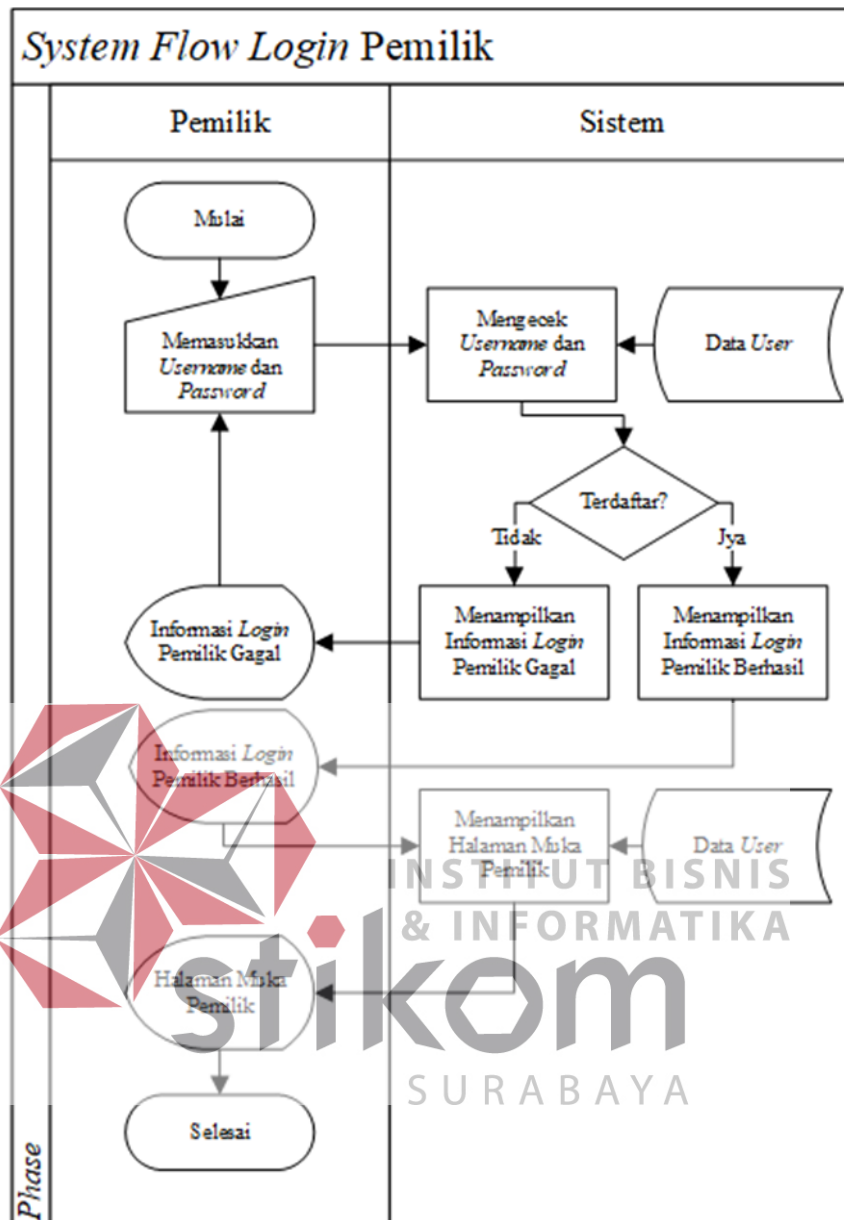 System Flow Login Pemilik
Pemilik
Sistem
Mulai
Memasukkan
Username dan
Password
Mengecek
Username dan
Password
Data User
Terdaftar?
Tidak
Jya
Informasi Login
Pemilik Gagal
Menampilkan
Informasi Login
Pemilik Gagal
Menampilkan
Informasi Login
Pemilik Berhasil
Informasi Login
Pemilik Berhasil
Menampilkan
Halaman Muka
Pemilik
Data User
INSTITUT BISNIS
& INFORMATIKA
stikom
SURABAYA
Halaman Muka
Pemilik
Selesai
Phase